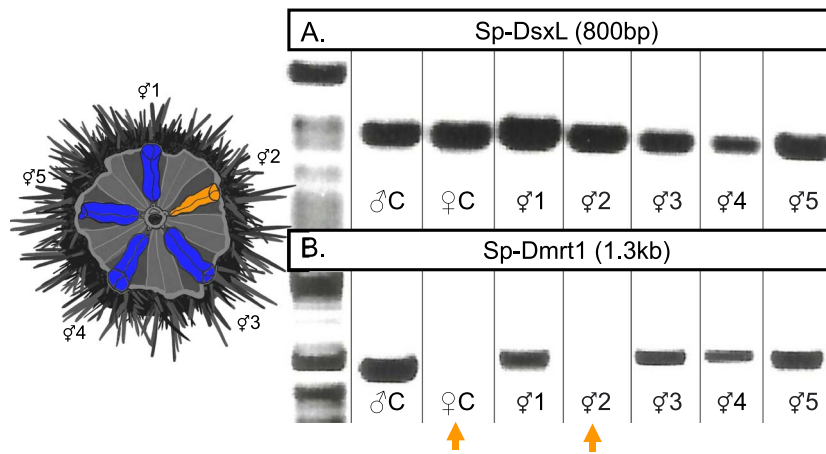 A.
Sp-DsxL (800bp)
♂C ♀C ⚥1 ⚥2 ⚥3 ⚥4 ⚥5
B.
Sp-Dmrt1 (1.3kb)
♂C ♀C ⚥1 ⚥2 ⚥3 ⚥4 ⚥5
⚥1
⚥2
⚥5
⚥4
⚥3